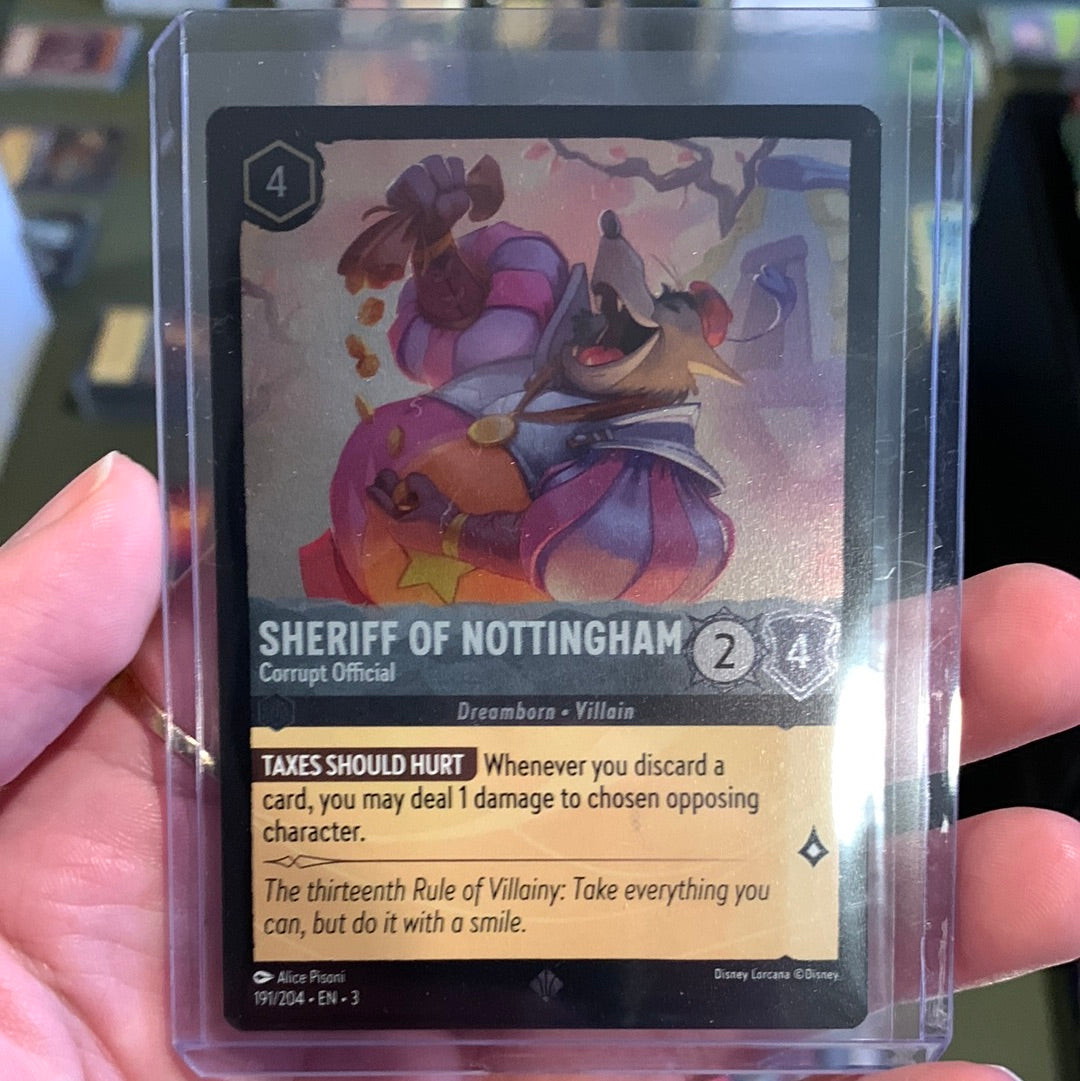 4
SHERIFF OF NOTTINGHAM 2 4
Corrupt Official
Dreamborn • Villain
TAXES SHOULD HURT Whenever you discard a
card, you may deal 1 damage to chosen opposing
character.
The thirteenth Rule of Villainy: Take everything you
can, but do it with a smile.
Alice Pisoni Disney Lorcana ©Disney
191/204 • EN • 3